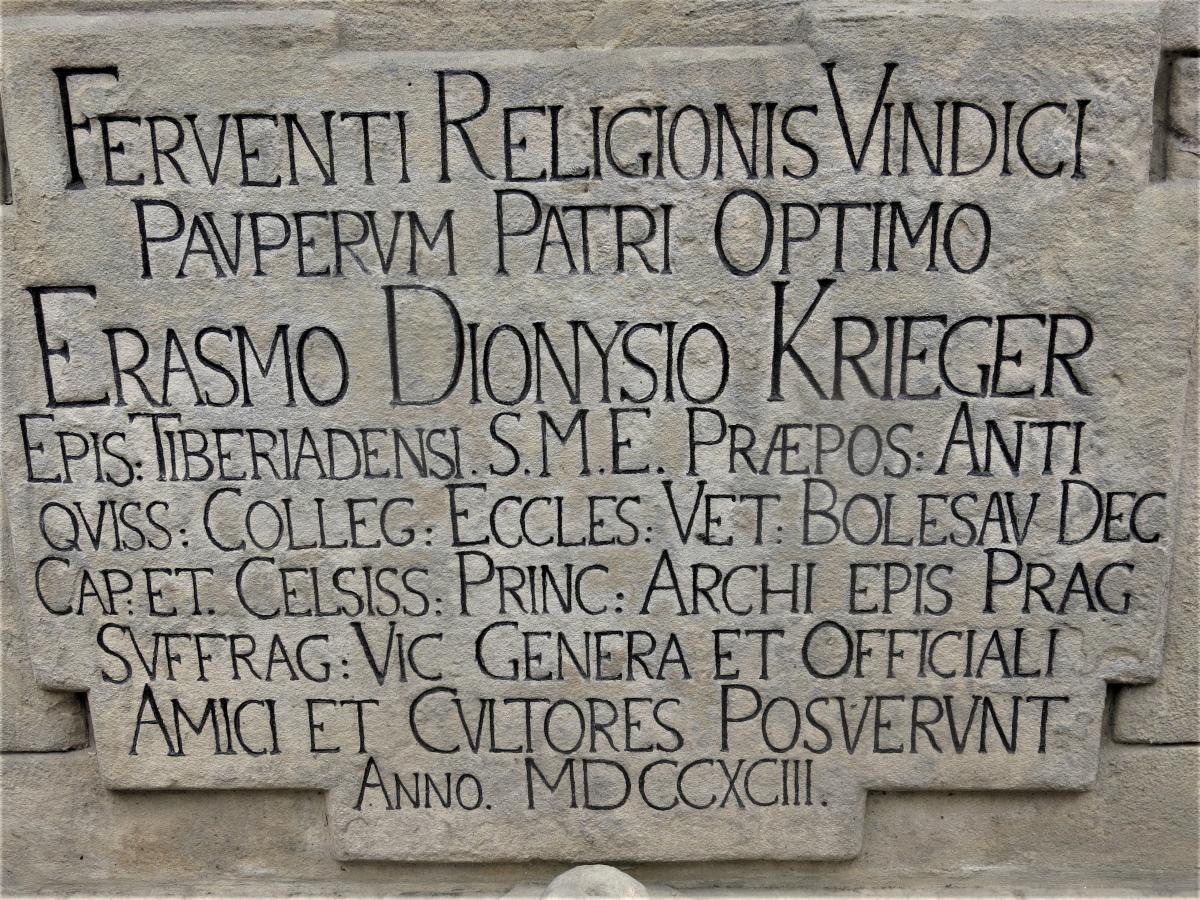 FERVENTI RELIGIONIS VINDICI
PAVPERVM PATRI OPTIMO
ERASMO DIONYSIO KRIEGER
EPIS: TIBERIADENSI. S. M. E. PRÆPOS: ANTI
QVISS: COLLEG: ECCLES: VET: BOLESAV DEC
CAP: ET. CELSISS: PRINC: ARCHI EPIS PRAG
SVFFRAG: VIC GENERA ET OFFICIALI
AMICI ET CVLTORES POSVERVNT
ANNO. MDCCXCIII.